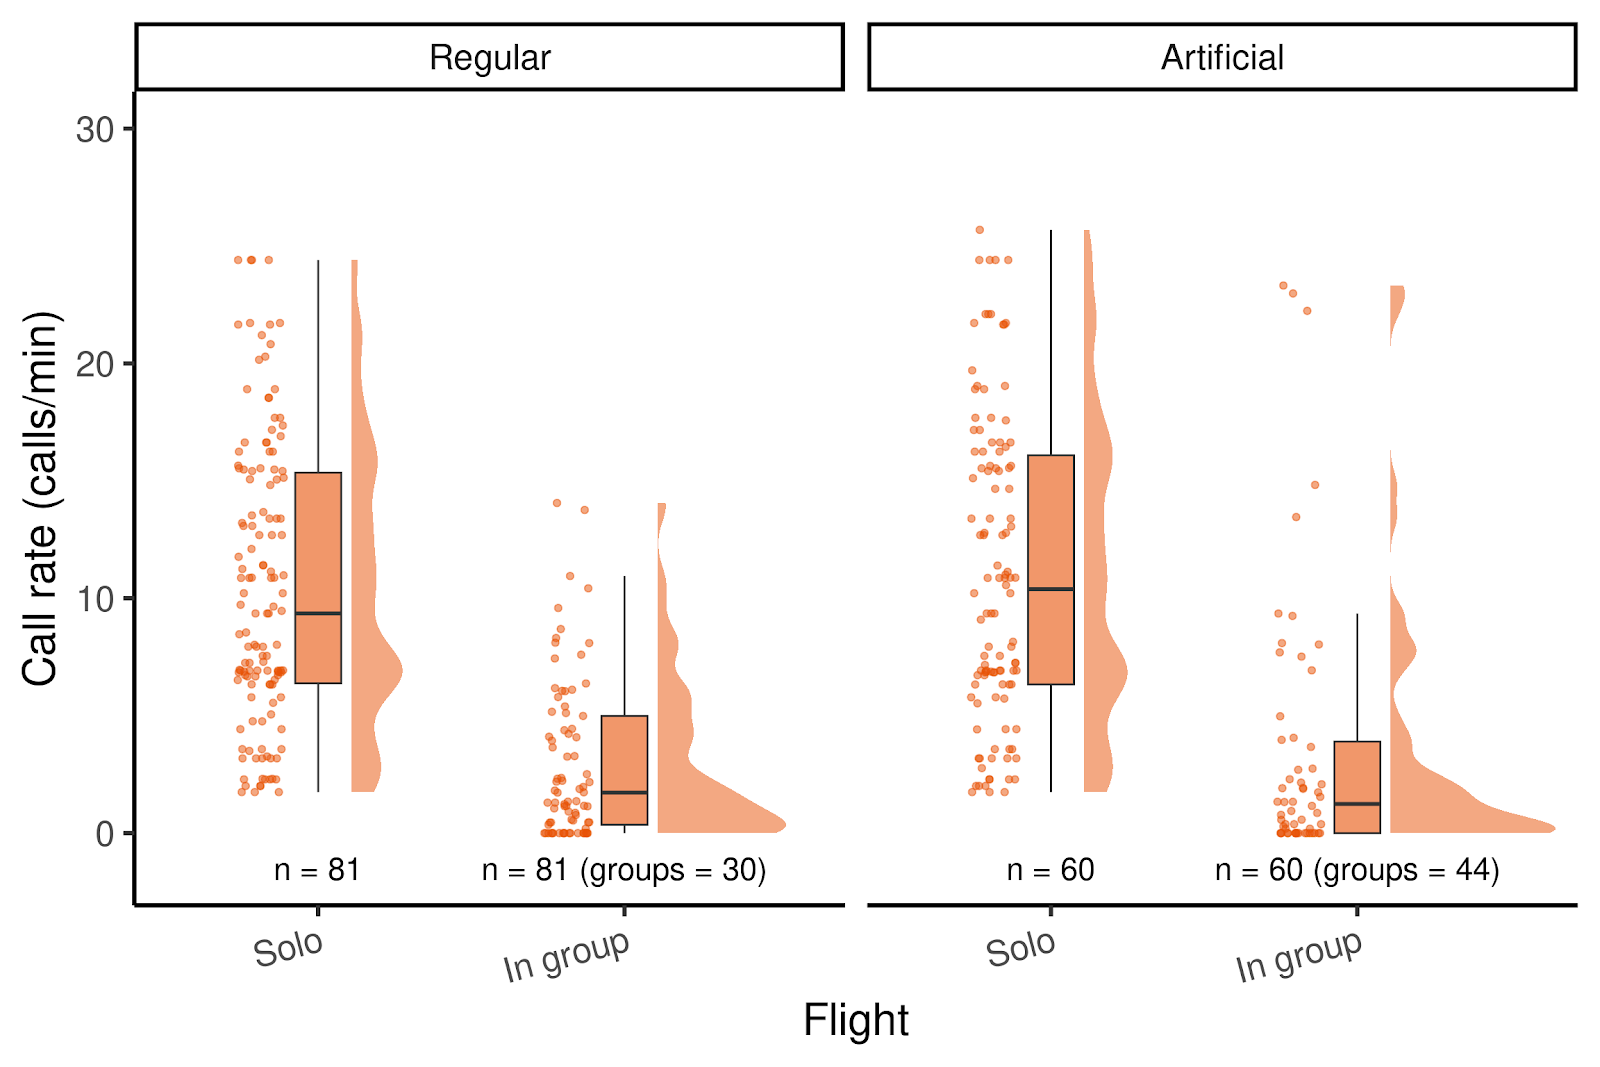 Regular
Artificial
Call rate (calls/min)
30
20
10
0
n = 81
n = 81 (groups = 30)
n = 60
n = 60 (groups = 44)
Solo
In group
Solo
In group
Flight